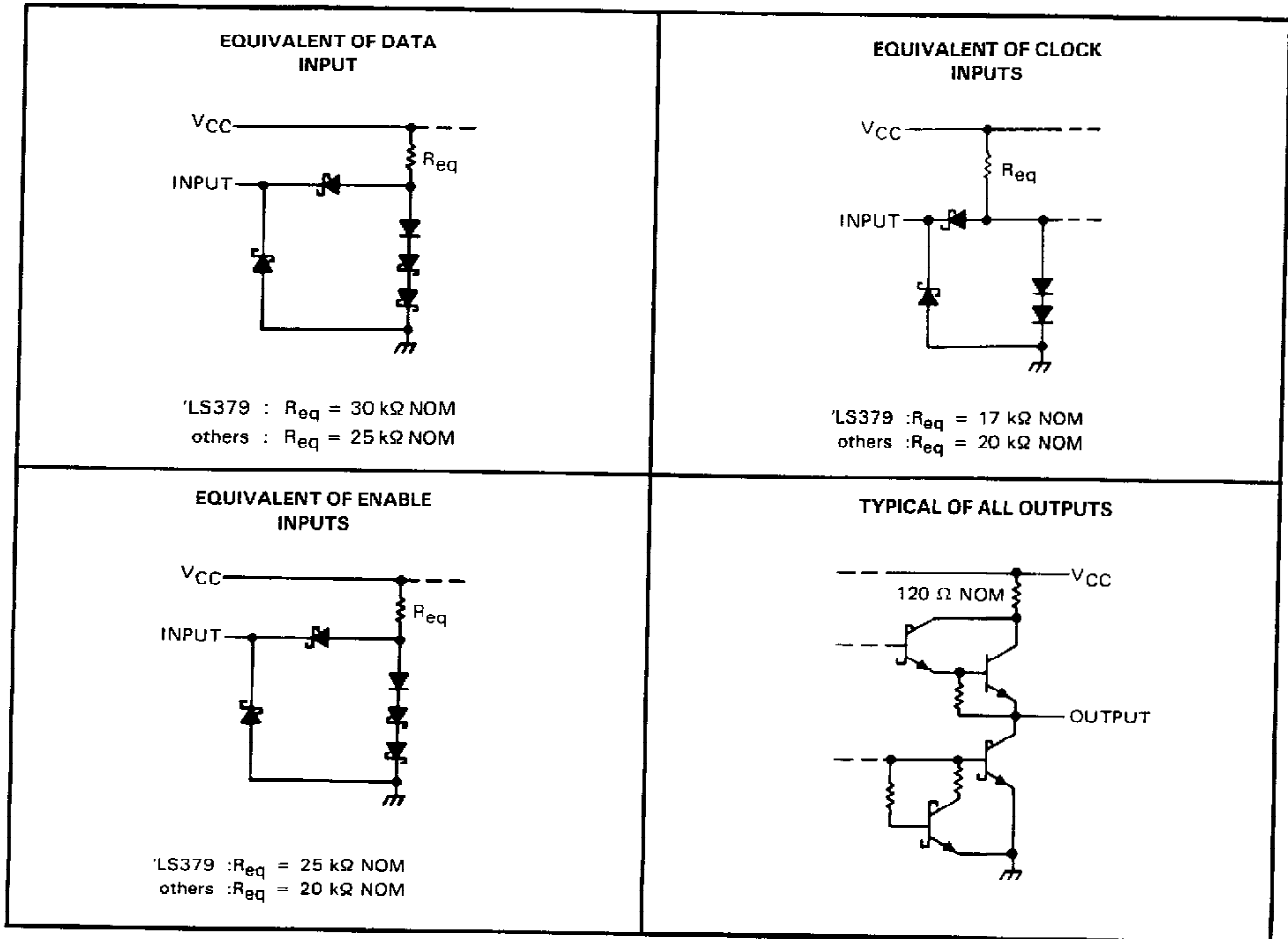 EQUIVALENT OF DATA
INPUT
VCC
Req
INPUT
'LS379 : Req = 30 kΩ NOM
others : Req = 25 kΩ NOM
EQUIVALENT OF CLOCK
INPUTS
VCC
Req
INPUT
'LS379 :Req = 17 kΩ NOM
others :Req = 20 kΩ NOM
EQUIVALENT OF ENABLE
INPUTS
VCC
Req
INPUT
'LS379 :Req = 25 kΩ NOM
others :Req = 20 kΩ NOM
TYPICAL OF ALL OUTPUTS
VCC
120 Ω NOM
OUTPUT